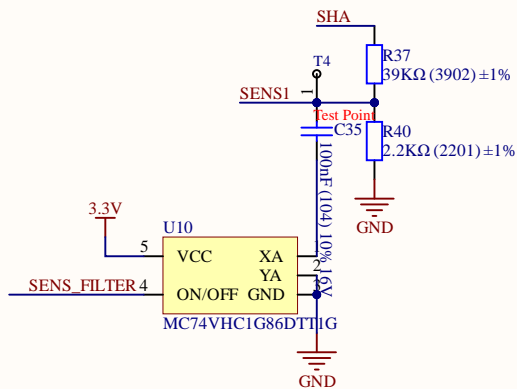 SHA
T4
R37
39KΩ (3902) ±1%
SENS1
1
Test Point
C35
R40
2.2KΩ (2201) ±1%
100nF (104) 10% 16V
GND
3.3V
U10
5
VCC
XA
1
YA
2
SENS_FILTER
4
ON/OFF
GND
3
MC74VHC1G86DTT1G
GND